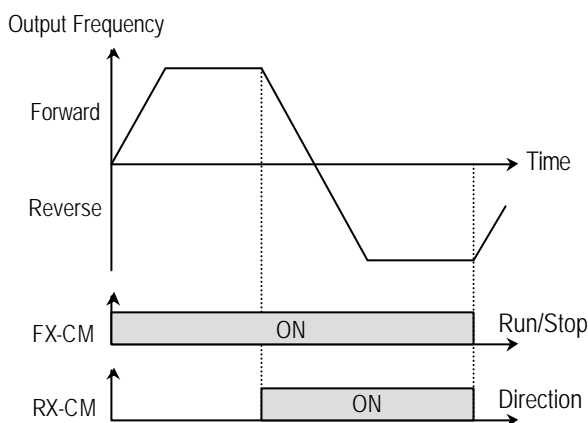 Output Frequency
Forward
Time
Reverse
FX-CM
ON
Run/Stop
RX-CM
ON
Direction